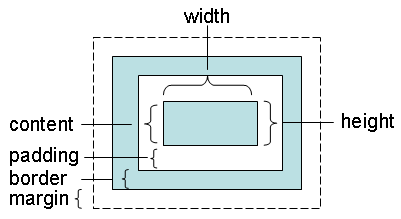 width
content
height
padding
border
margin